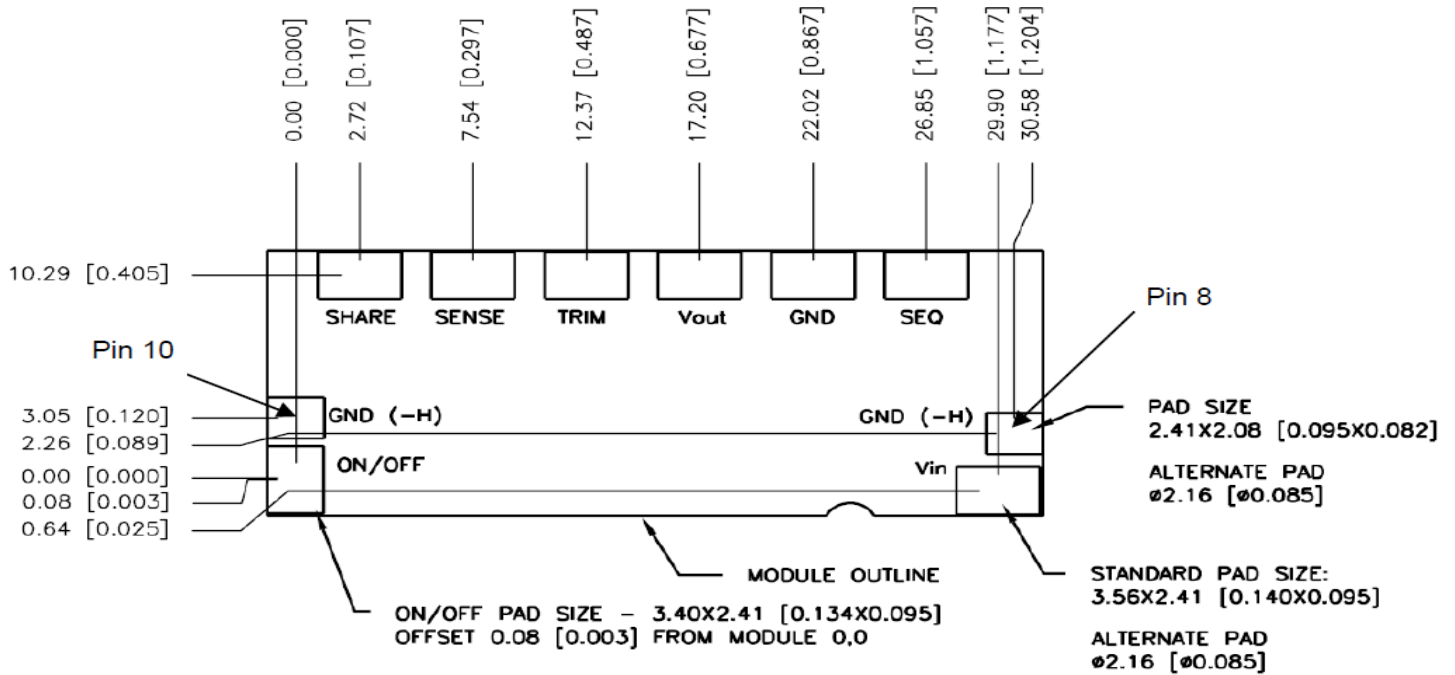 0.00 [0.000]
2.72 [0.107]
7.54 [0.297]
12.37 [0.487]
17.20 [0.677]
22.02 [0.867]
26.85 [1.057]
29.90 [1.177]
30.58 [1.204]
10.29 [0.405]
SHARE SENSE TRIM Vout GND SEQ
Pin 8
Pin 10
3.05 [0.120]
GND (-H)
GND (-H)
2.26 [0.089]
0.00 [0.000]
ON/OFF
Vin
0.08 [0.003]
0.64 [0.025]
PAD SIZE
2.41X2.08 [0.095X0.082]
ALTERNATE PAD
ø2.16 [ø0.085]
MODULE OUTLINE
ON/OFF PAD SIZE - 3.40X2.41 [0.134X0.095]
OFFSET 0.08 [0.003] FROM MODULE 0,0
STANDARD PAD SIZE:
3.56X2.41 [0.140X0.095]
ALTERNATE PAD
ø2.16 [ø0.085]